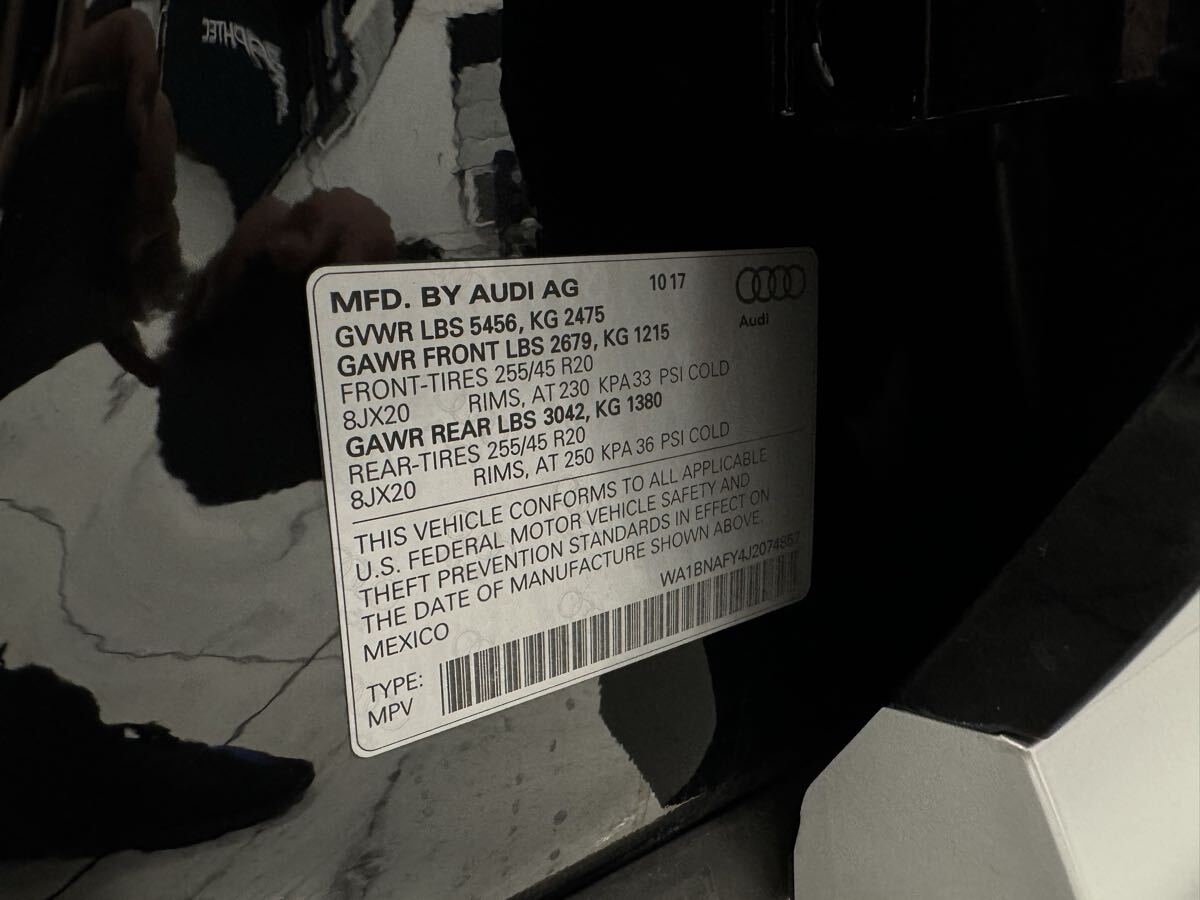 MFD. BY AUDI AG 10 17
Audi
GVWR LBS 5456, KG 2475
GAWR FRONT LBS 2679, KG 1215
FRONT-TIRES 255/45 R20
8JX20 RIMS, AT 230 KPA 33 PSI COLD
GAWR REAR LBS 3042, KG 1380
REAR-TIRES 255/45 R20
8JX20 RIMS, AT 250 KPA 36 PSI COLD
THIS VEHICLE CONFORMS TO ALL APPLICABLE
U.S. FEDERAL MOTOR VEHICLE SAFETY AND
THEFT PREVENTION STANDARDS IN EFFECT ON
THE DATE OF MANUFACTURE SHOWN ABOVE.
MEXICO WA1BNAFY4J2074857
TYPE:
MPV